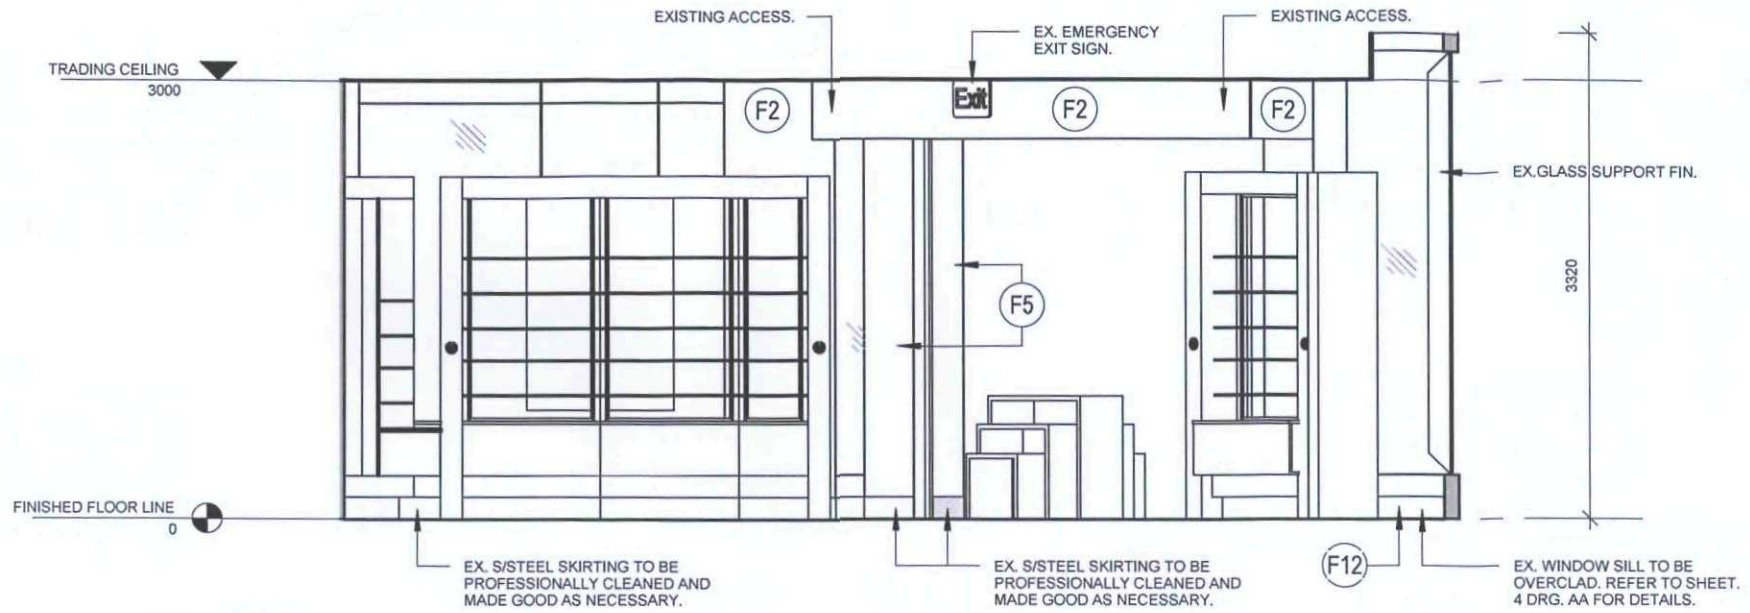 EXISTING ACCESS.
EX. EMERGENCY
EXIT SIGN.
EXISTING ACCESS.
TRADING CEILING
3000
Exit
F2
F2
F2
EX.GLASS SUPPORT FIN.
3320
F5
FINISHED FLOOR LINE
0
EX. S/STEEL SKIRTING TO BE
PROFESSIONALLY CLEANED AND
MADE GOOD AS NECESSARY.
EX. S/STEEL SKIRTING TO BE
PROFESSIONALLY CLEANED AND
MADE GOOD AS NECESSARY.
F12
EX. WINDOW SILL TO BE
OVERCLAD. REFER TO SHEET.
4 DRG. AA FOR DETAILS.